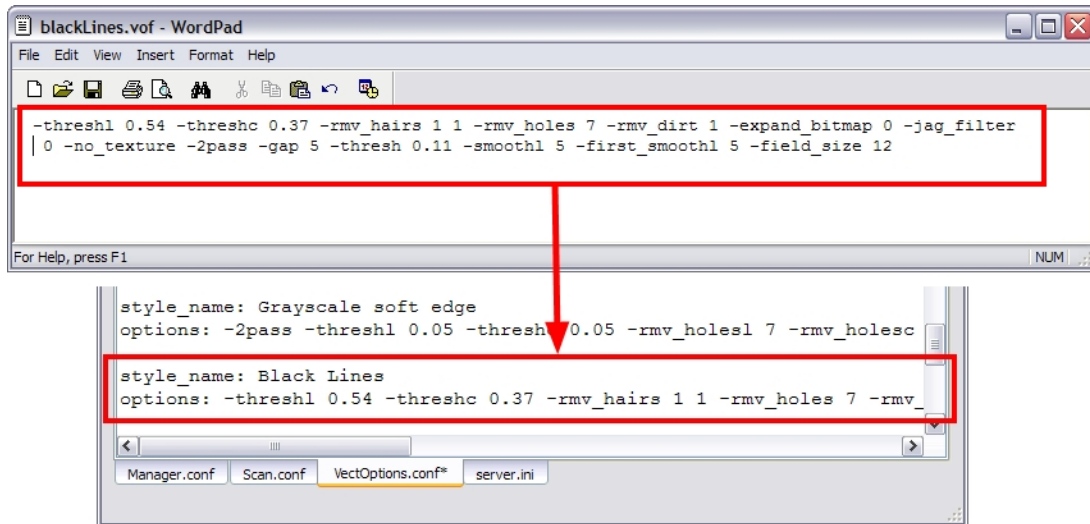 blackLines.vof - WordPad
File Edit View Insert Format Help
-threshl 0.54 -threshc 0.37 -rmv_hairs 1 1 -rmv_holes 7 -rmv_dirt 1 -expand_bitmap 0 -jag_filter
0 -no_texture -2pass -gap 5 -thresh 0.11 -smoothl 5 -first_smoothl 5 -field_size 12
For Help, press F1
NUM
style_name: Grayscale soft edge
options: -2pass -threshl 0.05 -thresh 0.05 -rmv_holesl 7 -rmv_holesc
style_name: Black Lines
options: -threshl 0.54 -threshc 0.37 -rmv_hairs 1 1 -rmv_holes 7 -rmv_
Manager.conf Scan.conf VectOptions.conf* server.ini